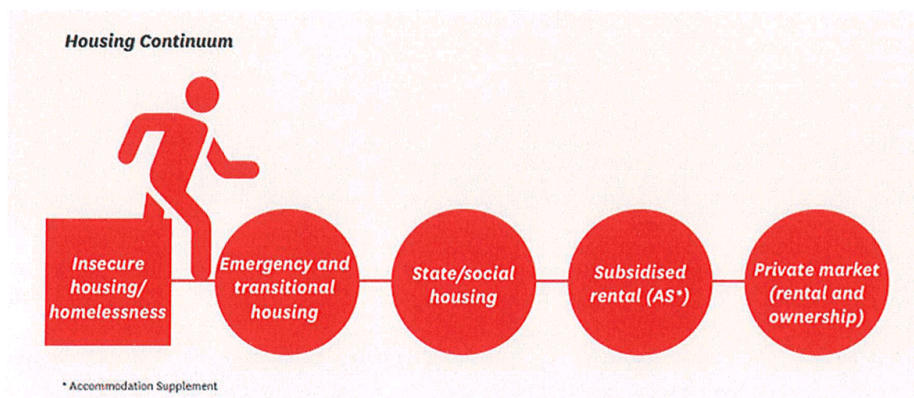 Housing Continuum
Insecure
housing/
homelessness
Emergency and
transitional
housing
State/social
housing
Subsidised
rental (AS*)
Private market
(rental and
ownership)
* Accommodation Supplement